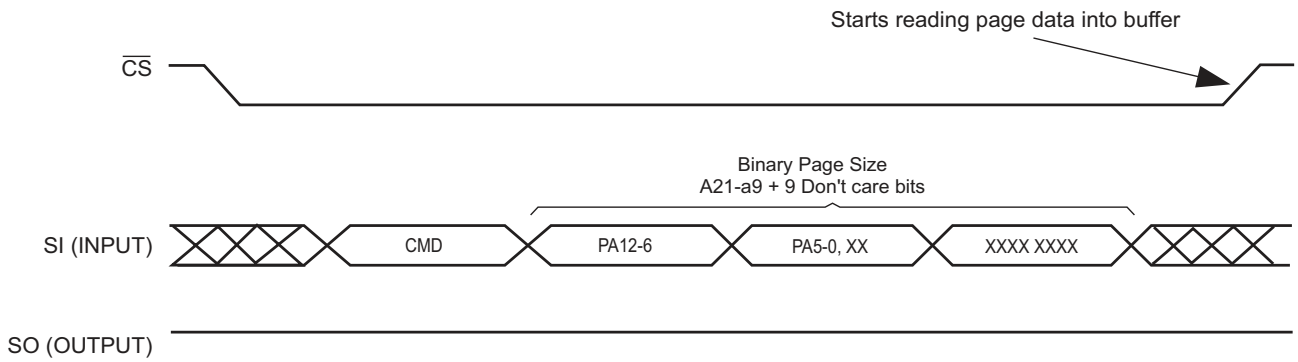 Starts reading page data into buffer
CS
Binary Page Size
A21-a9 + 9 Don't care bits
SI (INPUT)
CMD
PA12-6
PA5-0, XX
XXXX XXXX
SO (OUTPUT)